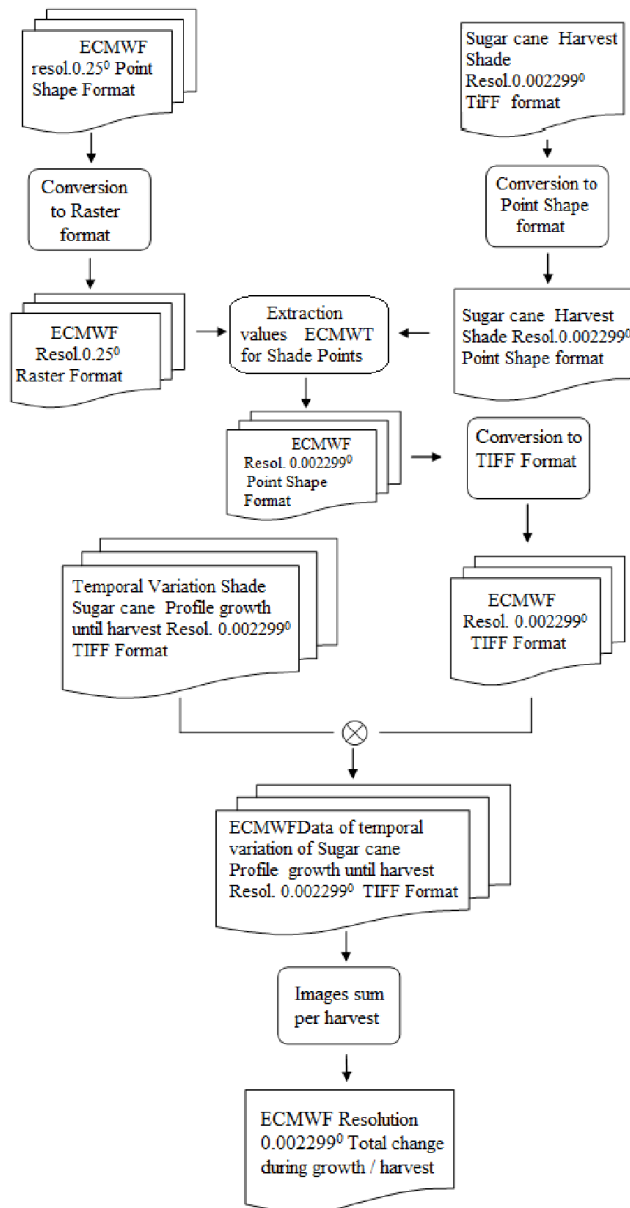 ECMWF
resol.0.25⁰ Point
Shape Format
Sugar cane Harvest
Shade
Resol.0.002299⁰
TiFF format
Conversion
to Raster
format
Conversion to
Point Shape
format
ECMWF
Resol.0.25⁰
Raster Format
Extraction
values ECMWT
for Shade Points
Sugar cane Harvest
Shade Resol.0.002299⁰
Point Shape format
ECMWF
Resol. 0.002299⁰
Point Shape
Format
Conversion to
TIFF Format
Temporal Variation Shade
Sugar cane Profile growth
until harvest Resol. 0.002299⁰
TIFF Format
ECMWF
Resol. 0.002299⁰
TIFF Format
ECMWFData of temporal
variation of Sugar cane
Profile growth until harvest
Resol. 0.002299⁰ TIFF Format
Images sum
per harvest
ECMWF Resolution
0.002299⁰ Total change
during growth / harvest